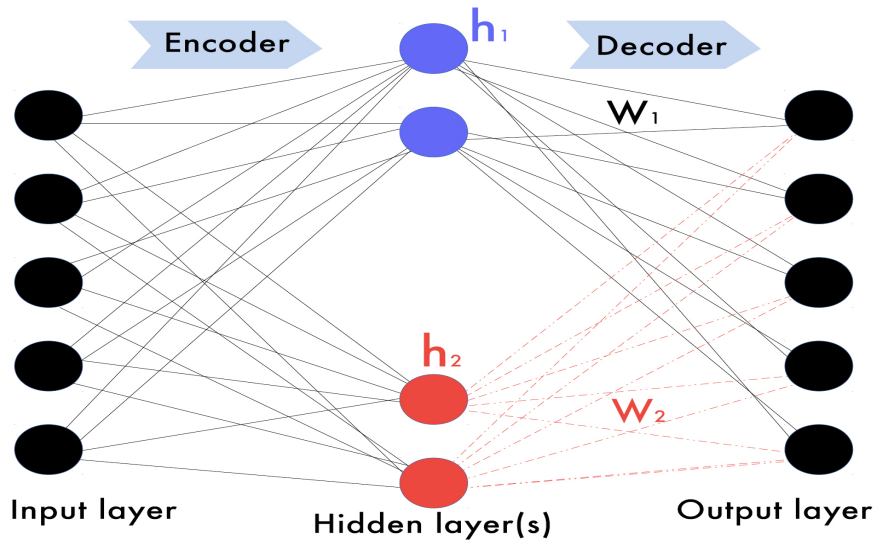 Encoder
h₁
Decoder
W₁
h₂
W₂
Input layer
Hidden layer(s)
Output layer